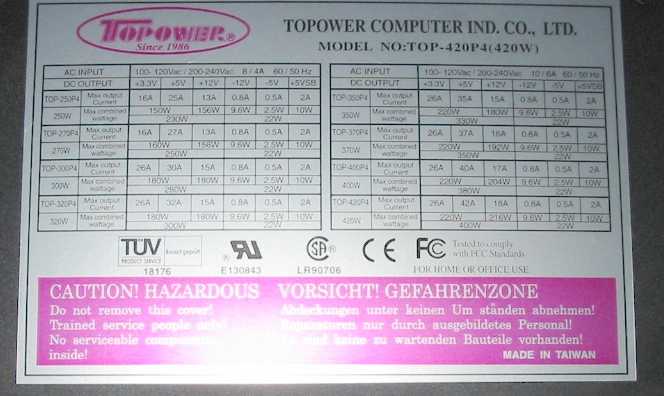 TOPOWER®
Since 1986
TOPOWER COMPUTER IND. CO., LTD.
MODEL NO:TOP-420P4(420W)
AC INPUT 100- 120Vac / 200-240Vac 8 / 4A 60 / 50 Hz
DC OUTPUT +3.3V +5V +12V -12V -5V +5VSB
TOP-250P4 Max output Current 16A 25A 13A 0.8A 0.5A 2A
250W Max combined wattage 150W 156W 9.6W 2.5W 10W
230W 22W
TOP-270P4 Max output Current 16A 27A 13A 0.8A 0.5A 2A
270W Max combined wattage 160W 156W 9.6W 2.5W 10W
250W 22W
TOP-300P4 Max output Current 26A 30A 15A 0.8A 0.5A 2A
300W Max combined wattage 180W 180W 9.6W 2.5W 10W
22W
TOP-320P4 Max output Current 26A 32A 15A 0.8A 0.5A 2A
320W Max combined wattage 180W 180W 9.6W 2.5W 10W
300W 22W
AC INPUT 100- 120Vac / 200-240Vac 10 / 6A 60 / 50 Hz
DC OUTPUT +3.3V +5V +12V -12V -5V +5VSB
TOP-350P4 Max output Current 26A 35A 15A 0.8A 0.5A 2A
350W Max combined wattage 220W 180W 9.6W 2.5W 10W
330W 22W
TOP-370P4 Max output Current 26A 37A 16A 0.8A 0.5A 2A
370W Max combined wattage 220W 192W 9.6W 2.5W 10W
350W 22W
TOP-400P4 Max output Current 26A 40A 17A 0.8A 0.5A 2A
400W Max combined wattage 220W 204W 9.6W 2.5W 10W
380W 22W
TOP-420P4 Max output Current 26A 42A 18A 0.8A 0.5A 2A
420W Max combined wattage 220W 216W 9.6W 2.5W 10W
400W 22W
TÜV
PRODUCT SERVICE
18176
E130843
LR90706
CE
FC
Tested to comply
with FCC Standards
FOR HOME OR OFFICE USE
CAUTION! HAZARDOUS VORSICHT! GEFAHRENZONE
Do not remove this cover! Abdeckungen unter keinen Um ständen abnehmen!
Trained service people only! Reparaturen nur durch ausgebildetes Personal!
No serviceable components sind keine zu wartenden Bauteile vorhanden!
inside! MADE IN TAIWAN